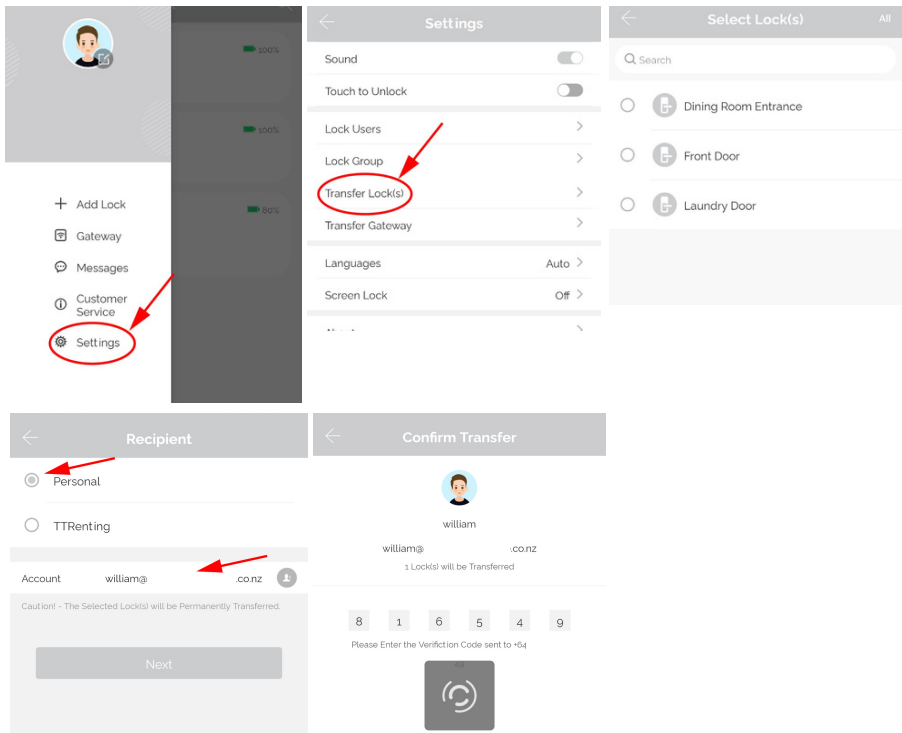 100%
100%
80%
Add Lock
Gateway
Messages
Customer
Service
Settings
Settings
Sound
Touch to Unlock
Lock Users
Lock Group
Transfer Lock(s)
Transfer Gateway
Languages Auto
Screen Lock Off
Select Lock(s) All
Search
Dining Room Entrance
Front Door
Laundry Door
Recipient
Personal
TTRenting
Account william@ .co.nz
Caution! - The Selected Lock(s) will be Permanently Transferred.
Next
Confirm Transfer
william
william@ .co.nz
1 Lock(s) will be Transferred
8 1 6 5 4 9
Please Enter the Verifiction Code sent to +64